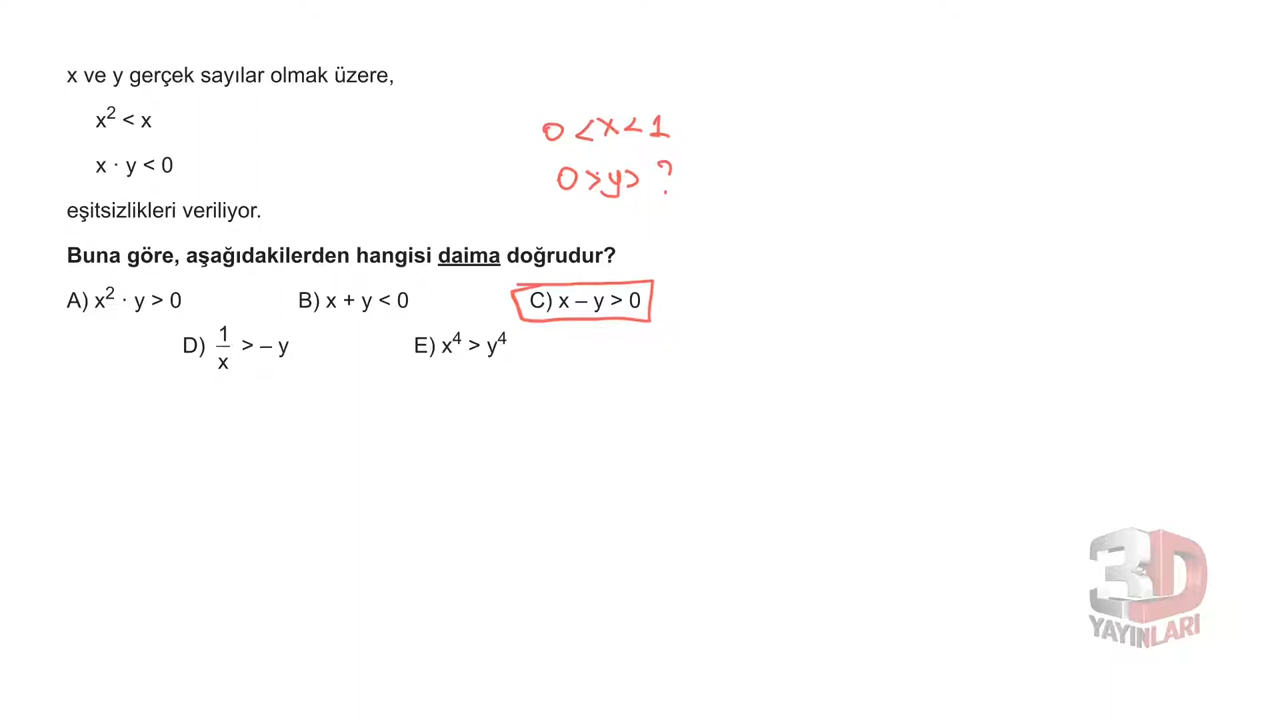 x ve y gerçek sayılar olmak üzere,
x² < x
0 < x < 1
x · y < 0
0 > y > ?
eşitsizlikleri veriliyor.
Buna göre, aşağıdakilerden hangisi daima doğrudur?
A) x² · y > 0 B) x + y < 0 C) x – y > 0
D) 1/x > – y E) x⁴ > y⁴
3D
YAYINLARI